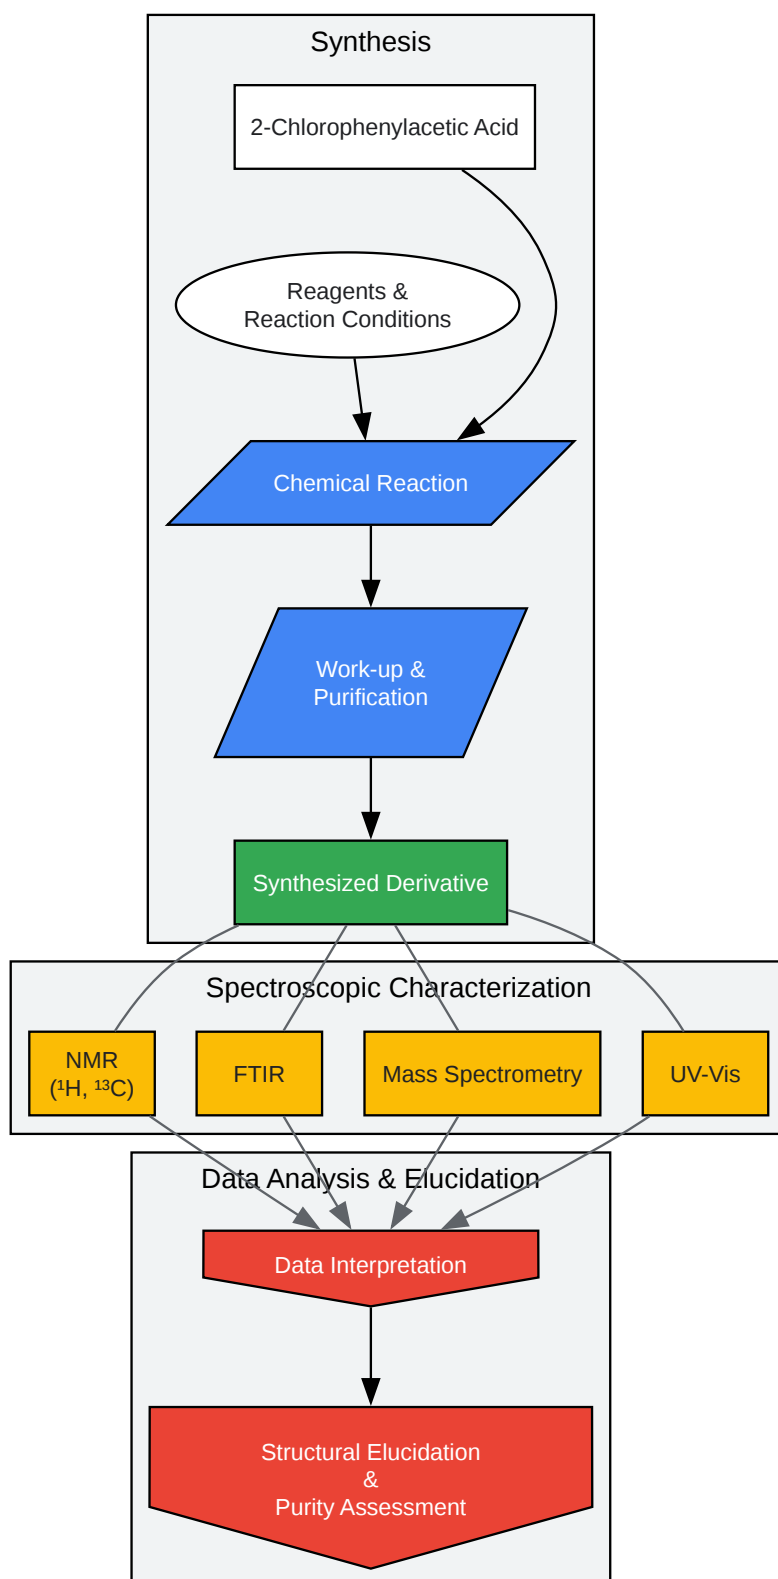 Synthesis
2-Chlorophenylacetic Acid
Reagents &
Reaction Conditions
Chemical Reaction
Work-up &
Purification
Synthesized Derivative
Spectroscopic Characterization
NMR
(¹H, ¹³C)
FTIR
Mass Spectrometry
UV-Vis
Data Analysis & Elucidation
Data Interpretation
Structural Elucidation
&
Purity Assessment